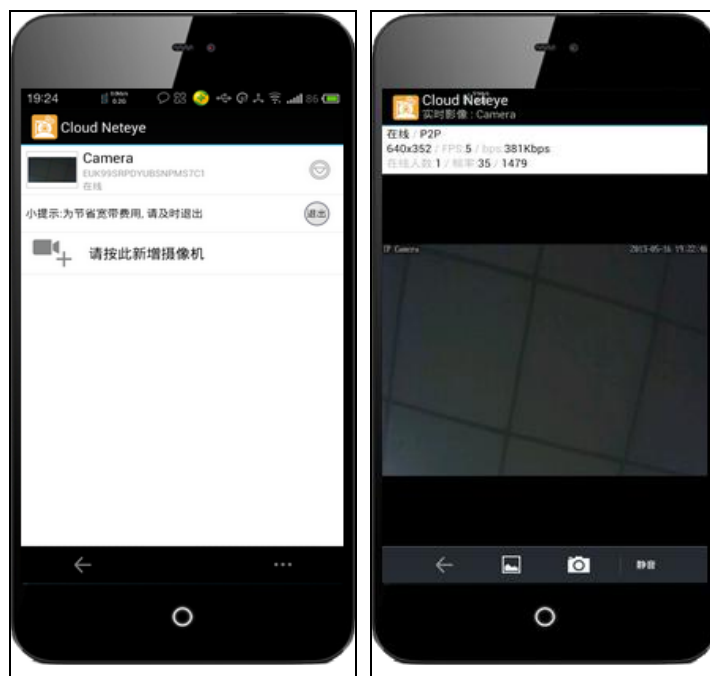 19:24
86
Cloud Neteye
Camera
EUK99SRPDYUBSNPMS7C1
在线
小提示:为节省宽带费用, 请及时退出
退出
请按此新增摄像机
Cloud Neteye
实时影像 : Camera
在线 / P2P
640x352 / FPS:5 / bps:381Kbps
在线人数:1 / 帧率:35 / 1479
IP Camera
2013-05-16 19:22:46
静音